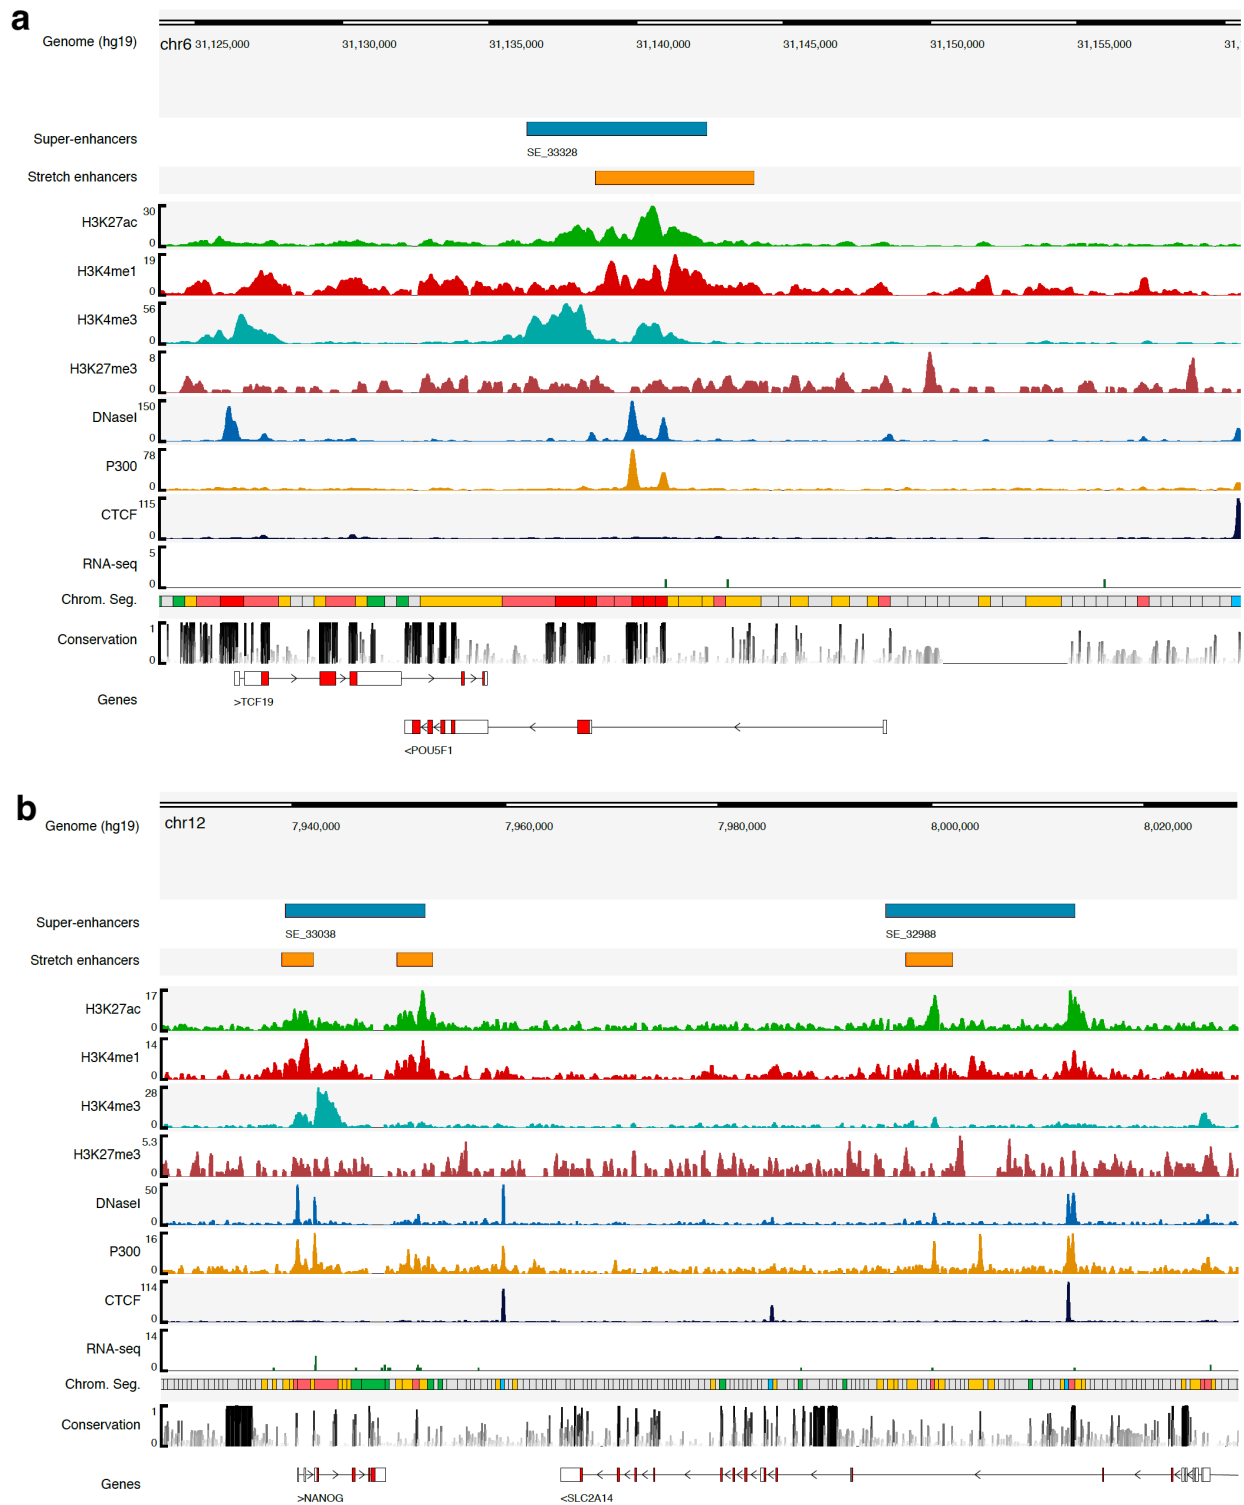 a
Genome (hg19)
chr6 31,125,000 31,130,000 31,135,000 31,140,000 31,145,000 31,150,000 31,155,000 31,1
Super-enhancers
SE_33328
Stretch enhancers
H3K27ac 30 0
H3K4me1 19 0
H3K4me3 56 0
H3K27me3 8 0
DNaseI 150 0
P300 78 0
CTCF 115 0
RNA-seq 5 0
Chrom. Seg.
Conservation 1 0
Genes
>TCF19
<POU5F1
b
Genome (hg19)
chr12 7,940,000 7,960,000 7,980,000 8,000,000 8,020,000
Super-enhancers
SE_33038 SE_32988
Stretch enhancers
H3K27ac 17 0
H3K4me1 14 0
H3K4me3 28 0
H3K27me3 5.3 0
DNaseI 50 0
P300 16 0
CTCF 114 0
RNA-seq 14 0
Chrom. Seg.
Conservation 1 0
Genes
>NANOG <SLC2A14